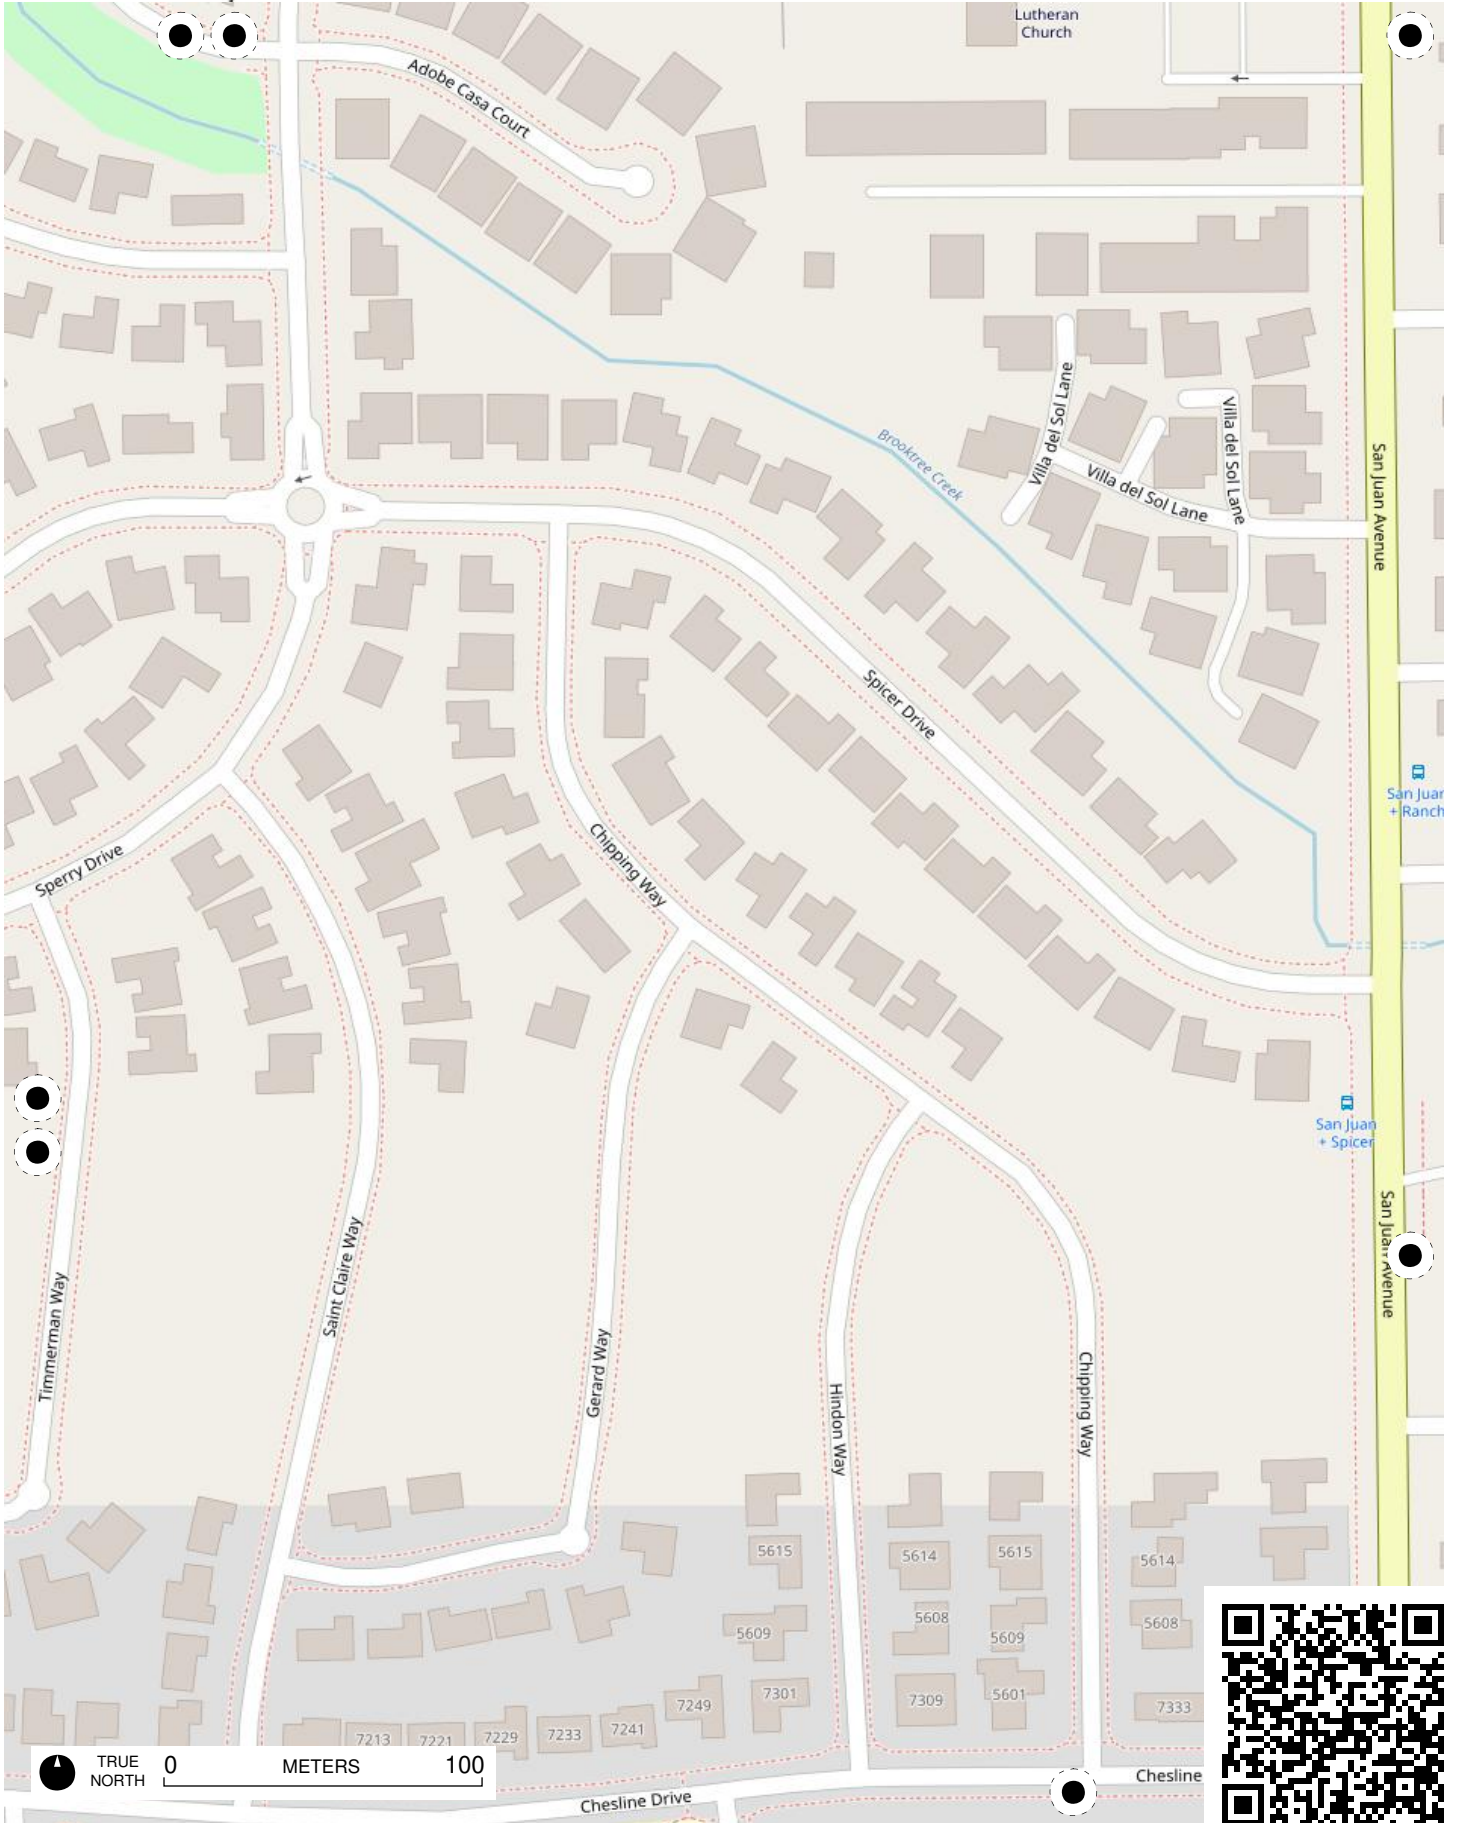 Lutheran
Church
Adobe Casa Court
Villa del Sol Lane
Villa del Sol Lane
Villa del Sol Lane
Brooktree Creek
San Juan Avenue
Spicer Drive
San Juan
+ Ranch
Chipping Way
Sperry Drive
San Juan
+ Spicer
San Juan Avenue
Saint Claire Way
Timmerman Way
Gerard Way
Hindon Way
Chipping Way
5615
5614
5615
5614
5608
5609
5609
5608
7301
7249
7309
5601
7333
7213
7221
7229
7233
7241
TRUE
NORTH
0 METERS 100
Chesline
Chesline Drive